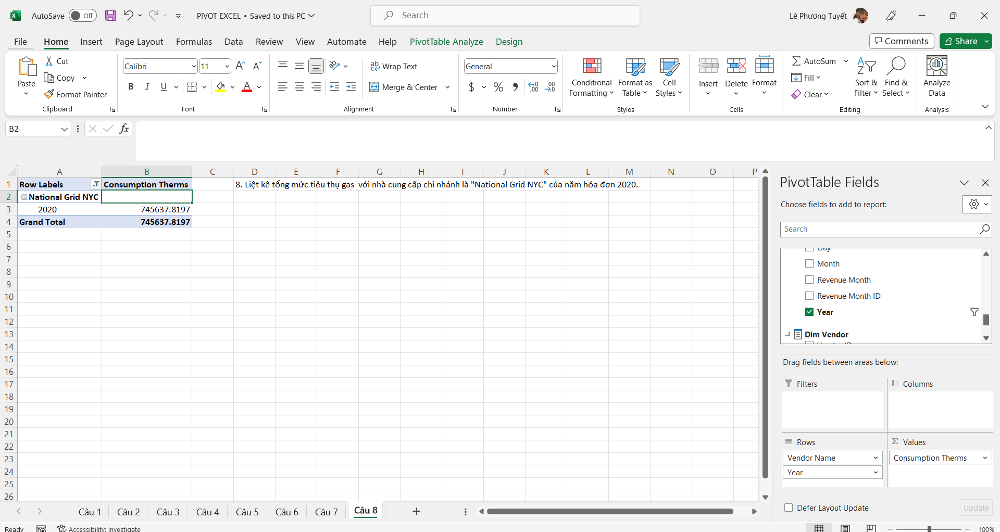 AutoSave Off PIVOT EXCEL • Saved to this PC Search Lê Phương Tuyết
File Home Insert Page Layout Formulas Data Review View Automate Help PivotTable Analyze Design Comments Share
Paste
Cut
Copy
Format Painter
Clipboard
Calibri 11
B I U A
Font
Wrap Text
Merge & Center
Alignment
General
$ % , .00 .00
Number
Conditional Formatting
Format as Table
Cell Styles
Styles
Insert Delete Format
Cells
AutoSum
Fill
Clear
Sort & Filter
Find & Select
Editing
Analyze Data
Analysis
B2 fx
A B C D E F G H I J K L M N O P
1 Row Labels Consumption Therms 8. Liệt kê tổng mức tiêu thụ gas với nhà cung cấp chi nhánh là "National Grid NYC" của năm hóa đơn 2020.
2 National Grid NYC
3 2020 745637.8197
4 Grand Total 745637.8197
5
6
7
8
9
10
11
12
13
14
15
16
17
18
19
20
21
22
23
24
25
26
PivotTable Fields
Choose fields to add to report:
Search
Day
Month
Revenue Month
Revenue Month ID
Year
Dim Vendor
Drag fields between areas below:
Filters
Columns
Rows
Vendor Name
Year
Values
Consumption Therms
Defer Layout Update Update
Câu 1 Câu 2 Câu 3 Câu 4 Câu 5 Câu 6 Câu 7 Câu 8
Ready Accessibility: Investigate 100%